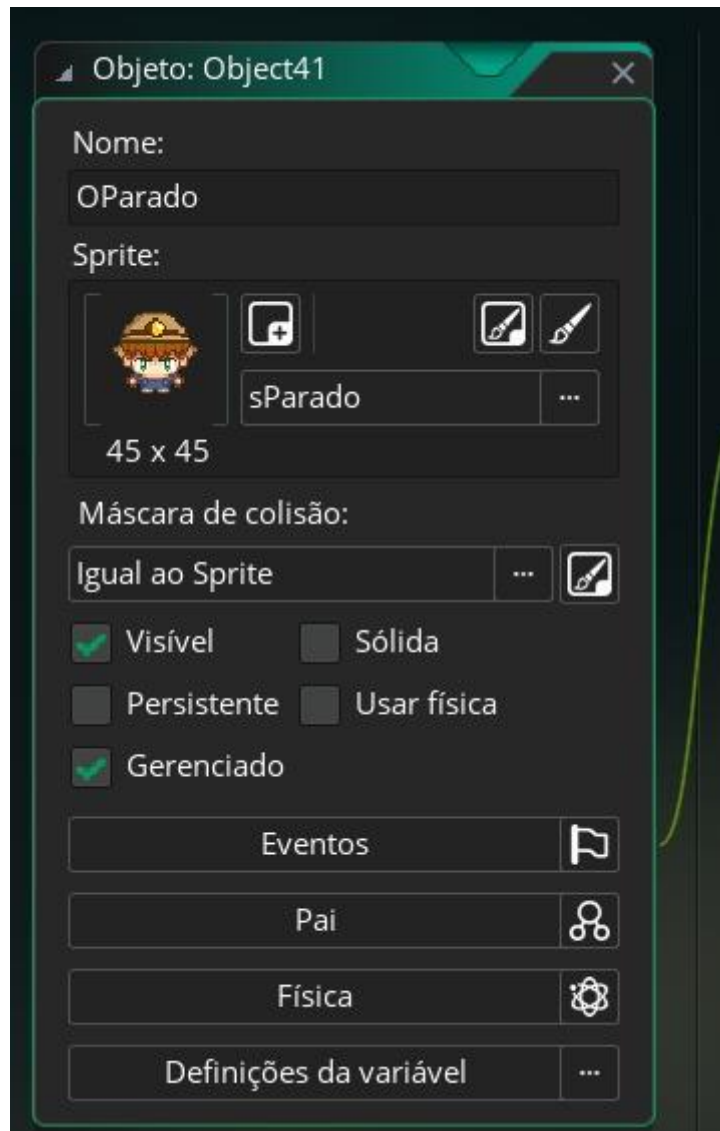 Objeto: Object41
Nome:
OParado
Sprite:
sParado
45 x 45
Máscara de colisão:
Igual ao Sprite
Visível
Sólida
Persistente
Usar física
Gerenciado
Eventos
Pai
Física
Definições da variável